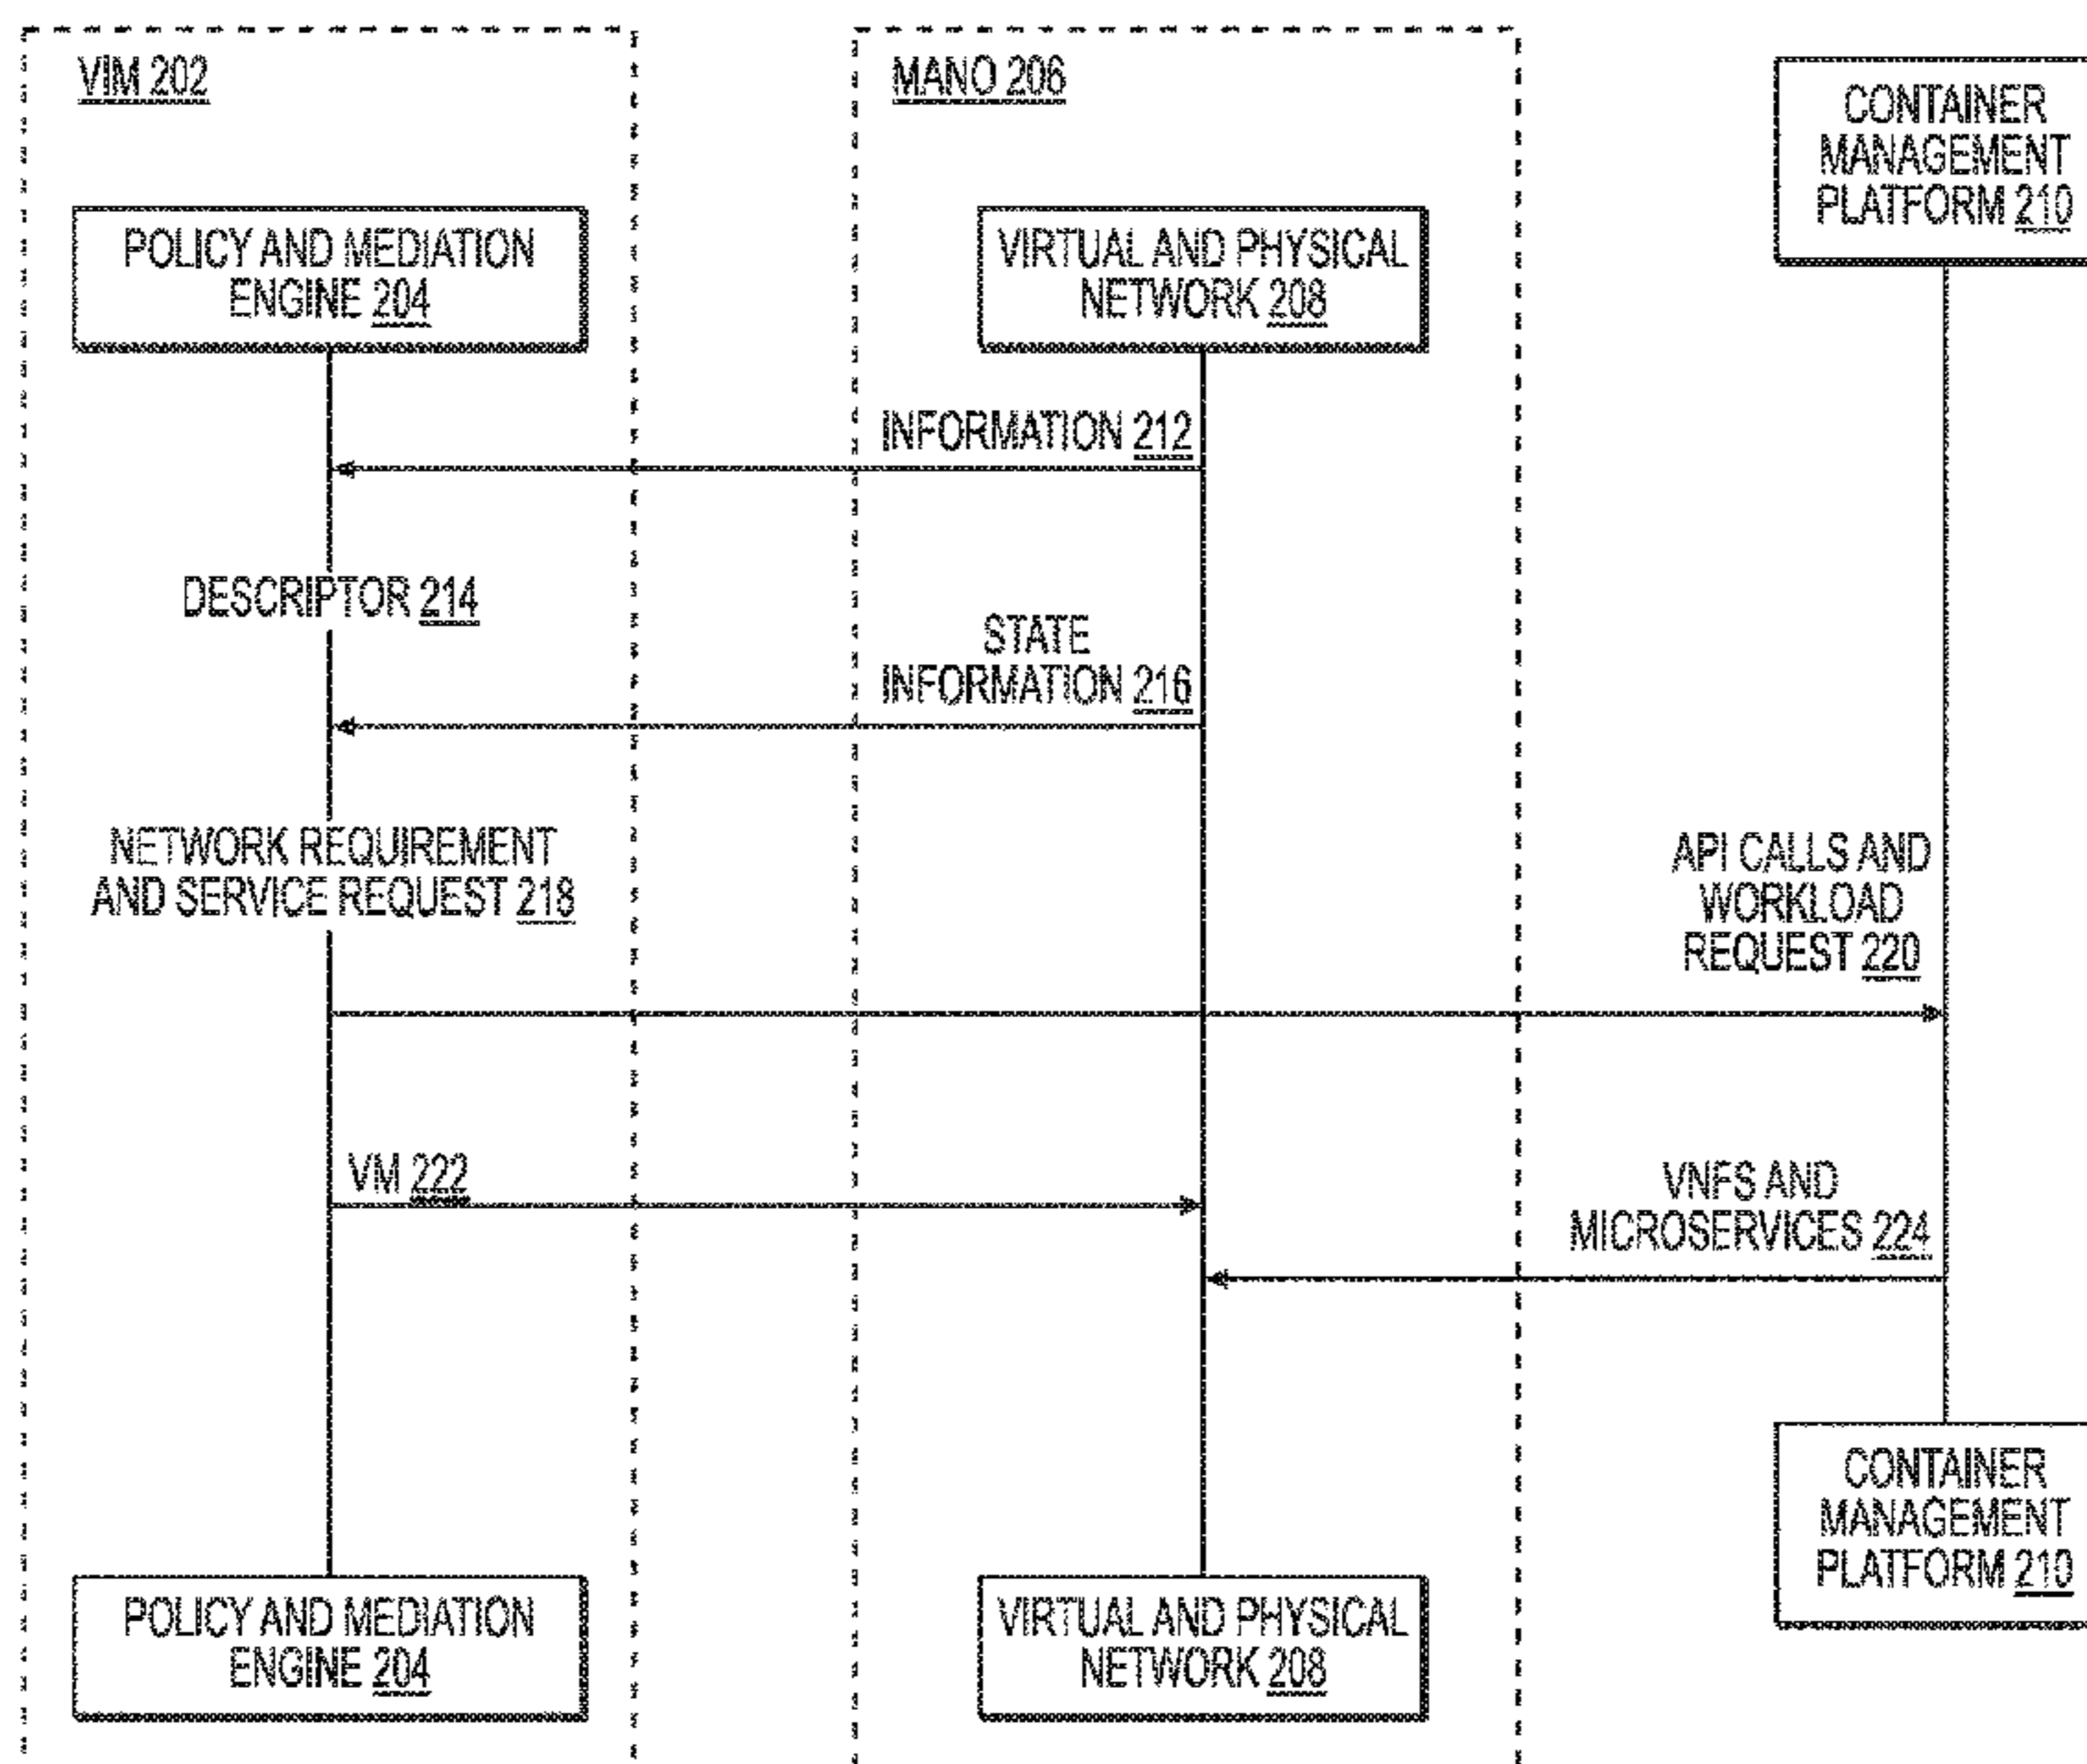 VIM 202
MANO 206
CONTAINER
MANAGEMENT
PLATFORM 210
POLICY AND MEDIATION
ENGINE 204
VIRTUAL AND PHYSICAL
NETWORK 208
INFORMATION 212
DESCRIPTOR 214
STATE
INFORMATION 216
NETWORK REQUIREMENT
AND SERVICE REQUEST 218
API CALLS AND
WORKLOAD
REQUEST 220
VM 222
VNFS AND
MICROSERVICES 224
CONTAINER
MANAGEMENT
PLATFORM 210
POLICY AND MEDIATION
ENGINE 204
VIRTUAL AND PHYSICAL
NETWORK 208